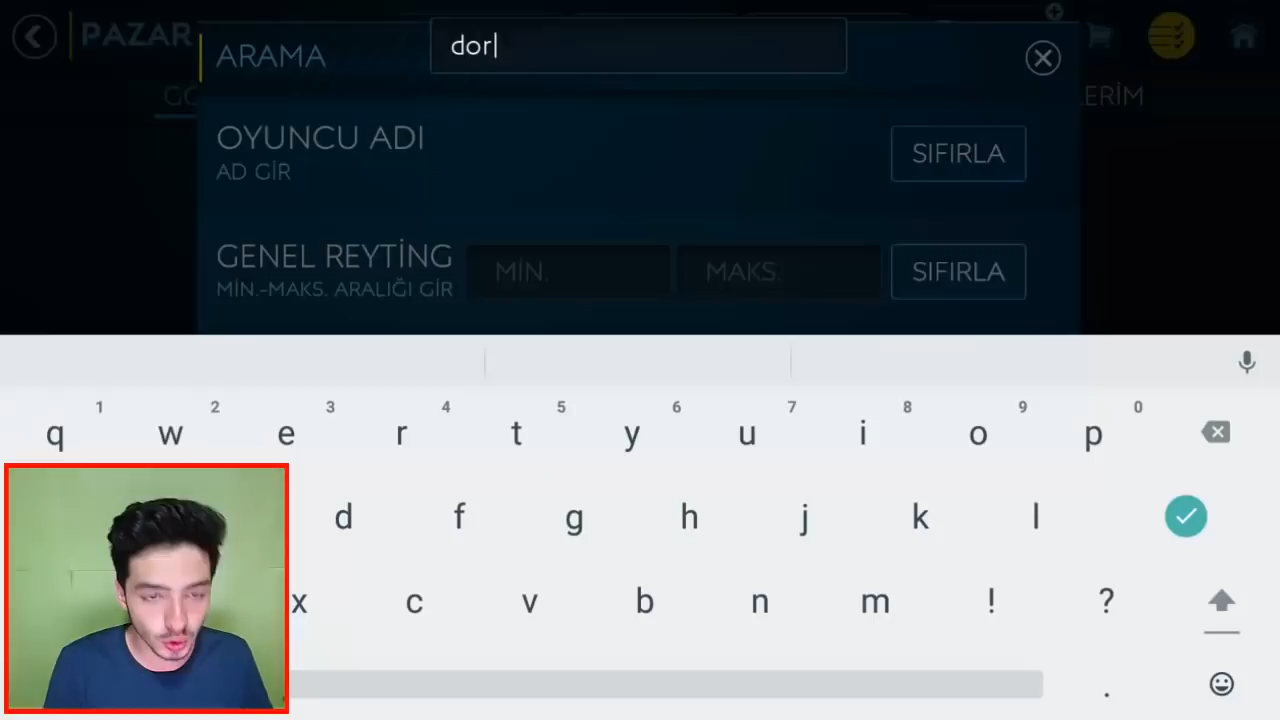 PAZAR
ARAMA
dor
GÖ
ERİM
OYUNCU ADI
AD GİR
SIFIRLA
GENEL REYTİNG
MİN.-MAKS. ARALIĞI GİR
MİN.
MAKS.
SIFIRLA
1 2 3 4 5 6 7 8 9 0
q w e r t y u i o p
d f g h j k l
x c v b n m ! ?
.